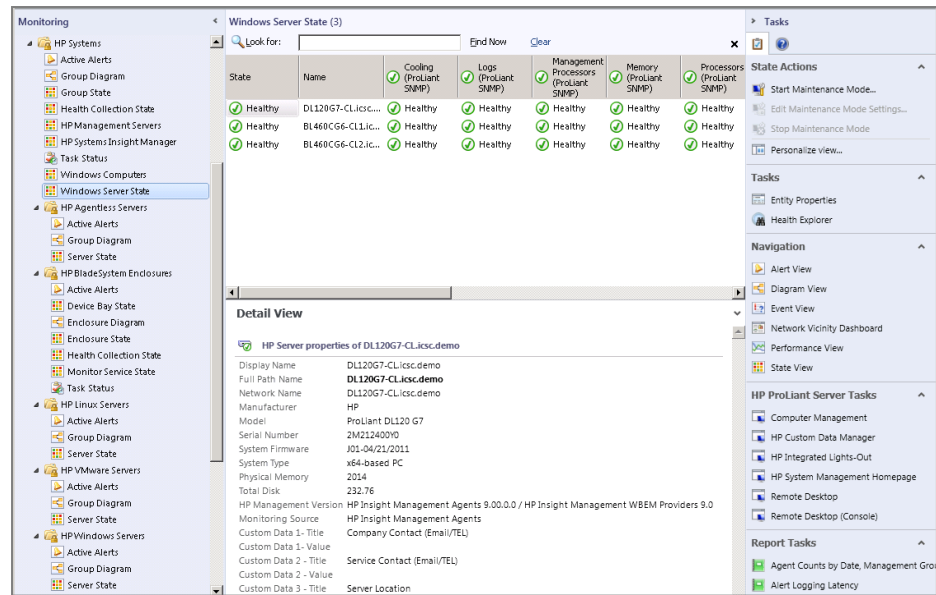 Monitoring
HP Systems
Active Alerts
Group Diagram
Group State
Health Collection State
HP Management Servers
HP Systems Insight Manager
Task Status
Windows Computers
Windows Server State
HP Agentless Servers
Active Alerts
Group Diagram
Server State
HP BladeSystem Enclosures
Active Alerts
Device Bay State
Enclosure Diagram
Enclosure State
Health Collection State
Monitor Service State
Task Status
HP Linux Servers
Active Alerts
Group Diagram
Server State
HP VMware Servers
Active Alerts
Group Diagram
Server State
HP Windows Servers
Active Alerts
Group Diagram
Server State
Windows Server State (3)
Look for: Find Now Clear
State Name Cooling (ProLiant SNMP) Logs (ProLiant SNMP) Management Processors (ProLiant SNMP) Memory (ProLiant SNMP) Processors (ProLiant SNMP)
Healthy DL120G7-CL.icsc.... Healthy Healthy Healthy Healthy Healthy
Healthy BL460CG6-CL1.ic... Healthy Healthy Healthy Healthy Healthy
Healthy BL460CG6-CL2.ic... Healthy Healthy Healthy Healthy Healthy
Detail View
HP Server properties of DL120G7-CL.icsc.demo
Display Name DL120G7-CL.icsc.demo
Full Path Name DL120G7-CL.icsc.demo
Network Name DL120G7-CL.icsc.demo
Manufacturer HP
Model ProLiant DL120 G7
Serial Number 2M212400Y0
System Firmware J01-04/21/2011
System Type x64-based PC
Physical Memory 2014
Total Disk 232.76
HP Management Version HP Insight Management Agents 9.00.0.0 / HP Insight Management WBEM Providers 9.0
Monitoring Source HP Insight Management Agents
Custom Data 1- Title Company Contact (Email/TEL)
Custom Data 1- Value
Custom Data 2 - Title Service Contact (Email/TEL)
Custom Data 2 - Value
Custom Data 3 - Title Server Location
Tasks
State Actions
Start Maintenance Mode...
Edit Maintenance Mode Settings...
Stop Maintenance Mode
Personalize view...
Tasks
Entity Properties
Health Explorer
Navigation
Alert View
Diagram View
Event View
Network Vicinity Dashboard
Performance View
State View
HP ProLiant Server Tasks
Computer Management
HP Custom Data Manager
HP Integrated Lights-Out
HP System Management Homepage
Remote Desktop
Remote Desktop (Console)
Report Tasks
Agent Counts by Date, Management Grou
Alert Logging Latency